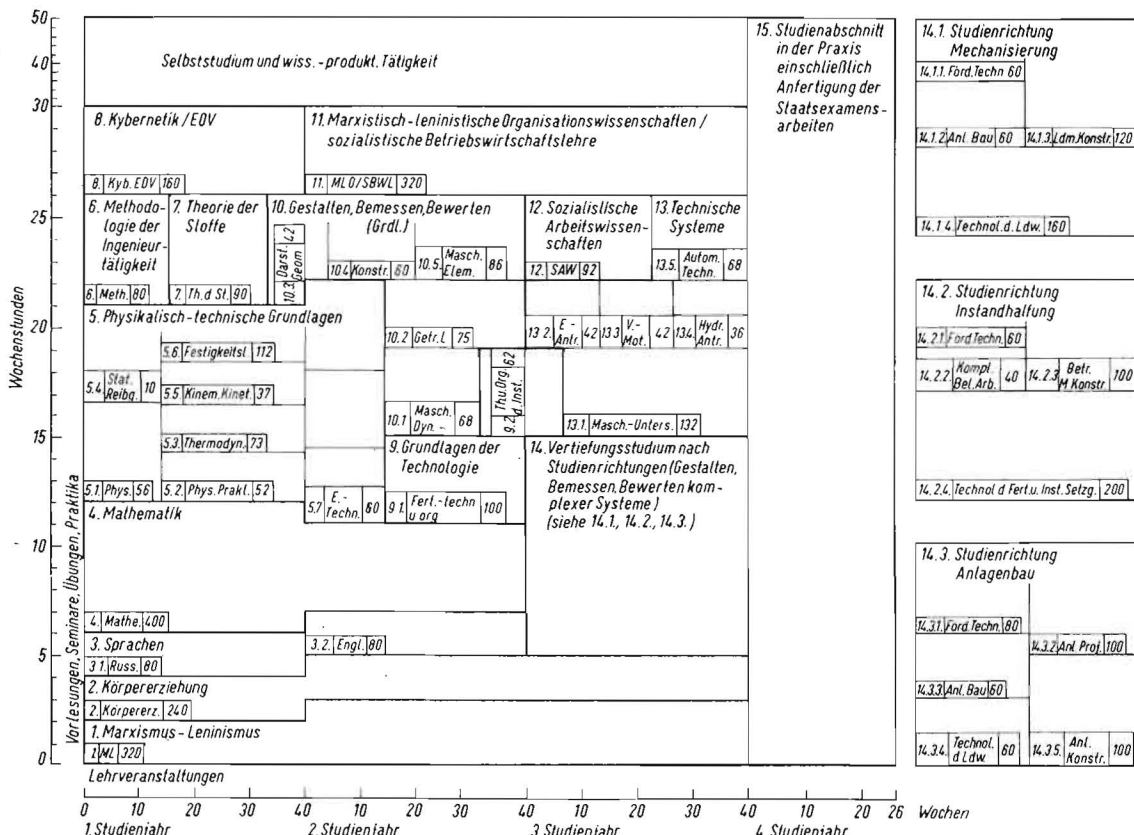 50
40
30
25
20
15
10
5
0
Wochenstunden
Vorlesungen, Seminare, Übungen, Praktika
Selbststudium und wiss.-produkt. Tätigkeit
15. Studienabschnitt
in der Praxis
einschließlich
Anfertigung der
Staatsexamens-
arbeiten
8. Kybernetik / EDV
8. Kyb. EDV 160
11. Marxistisch-leninistische Organisationswissenschaften /
sozialistische Betriebswirtschaftslehre
11. MLO/SBWL 320
6. Methodo-
logie der
Ingenieur-
tätigkeit
6. Meth. 80
7. Theorie der
Stoffe
7. Th. d St. 90
10. Gestalten, Bemessen, Bewerten
(Grdl.)
10.3. Darst. Geom 42
10.4 Konstr. 60
10.5. Masch. Elem. 86
12. Sozialistische
Arbeitswissen-
schaften
12. SAW 92
13. Technische
Systeme
13.5. Autom. Techn. 68
5. Physikalisch-technische Grundlagen
5.6. Festigkeitsl. 112
5.4. Stat. Reibg. 10
5.5. Kinem. Kinet. 37
5.3. Thermodyn. 73
5.1. Phys. 56
5.2. Phys. Prakt. 52
10.2 Getr. L 75
13.2. E-Antr. 42
13.3 V.-Mot. 42
13.4. Hydr. Antr. 36
10.1 Masch. Dyn.- 68
9.2 Thu. Org. d. Inst. 62
13.1. Masch.-Unters. 132
9. Grundlagen der
Technologie
5.7 E.-Techn. 60
9.1 Fert.-techn u. org 100
14. Vertiefungsstudium nach
Studienrichtungen (Gestalten,
Bemessen, Bewerten kom-
plexer Systeme)
(siehe 14.1., 14.2., 14.3.)
4. Mathematik
4. Mathe. 400
3. Sprachen
3.1. Russ. 80
3.2. Engl. 80
2. Körpererziehung
2. Körpererz. 240
1. Marxismus-Leninismus
1. ML 320
Lehrveranstaltungen
0 10 20 30 40 10 20 30 40 10 20 30 40 10 20 26 Wochen
1. Studienjahr 2. Studienjahr 3. Studienjahr 4. Studienjahr
14.1. Studienrichtung
Mechanisierung
14.1.1. Förd. Techn 60
14.1.2 Anl. Bau 60
14.1.3. Ldm. Konstr. 120
14.1.4. Technol. d. Ldw. 160
14.2. Studienrichtung
Instandhaltung
14.2.1. Förd Techn. 60
14.2.2. Kompl. Bel. Arb. 40
14.2.3 Betr. M. Konstr. 100
14.2.4. Technol d Fert. u. Inst. Setzg. 200
14.3. Studienrichtung
Anlagenbau
14.3.1. Ford. Techn. 80
14.3.2 Anl. Proj. 100
14.3.3 Anl. Bau 60
14.3.4. Technol. d Ldw. 60
14.3.5. Anl. Konstr. 100